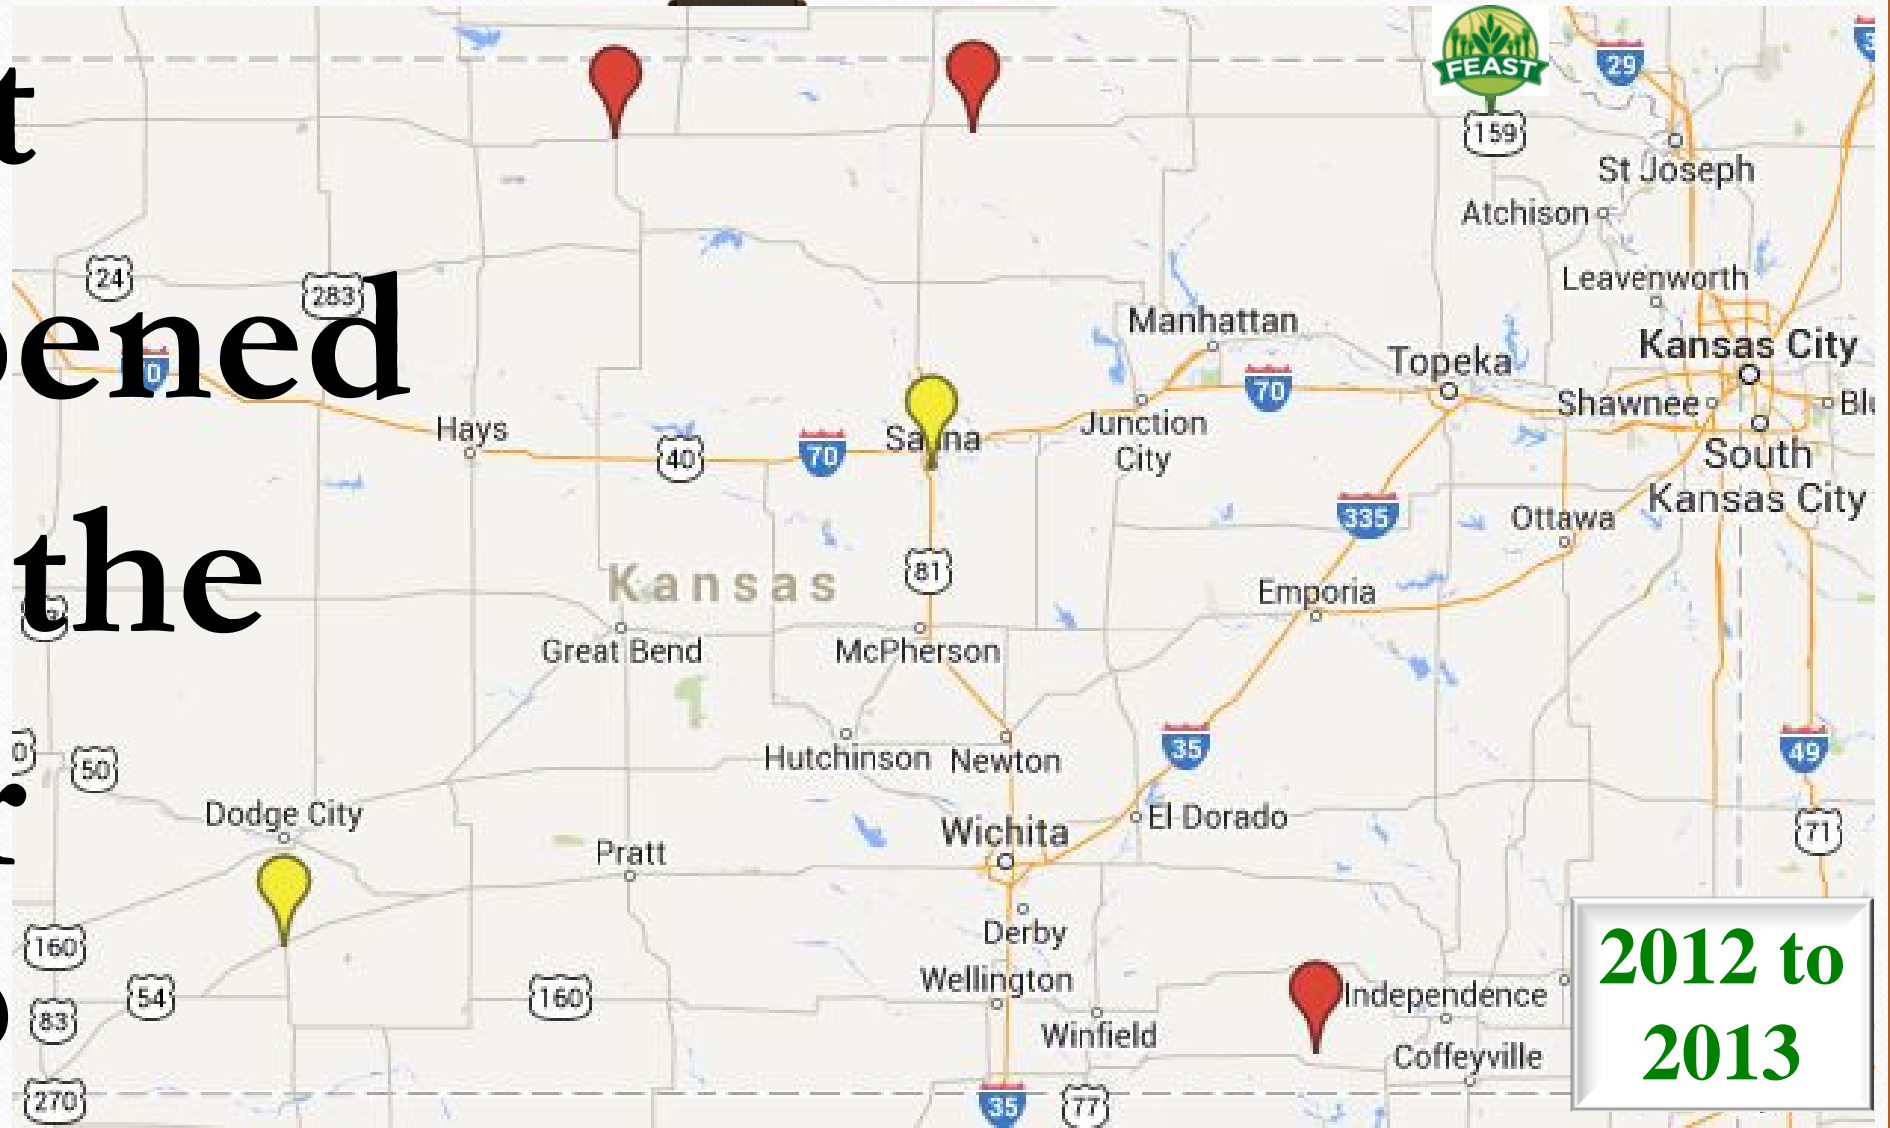 t
pened
the
r
FEAST
29
159
St Joseph
Atchison
24
283
Leavenworth
Manhattan
Kansas City
Topeka
70
Shawnee
Hays
Junction
City
40
70
South
Kansas City
335
Ottawa
81
Kansas
Emporia
Great Bend
McPherson
50
Hutchinson
Newton
35
49
Dodge City
El Dorado
Wichita
71
Pratt
Derby
160
54
83
160
Wellington
Independence
Winfield
Coffeyville
270
35
77
2012 to
2013